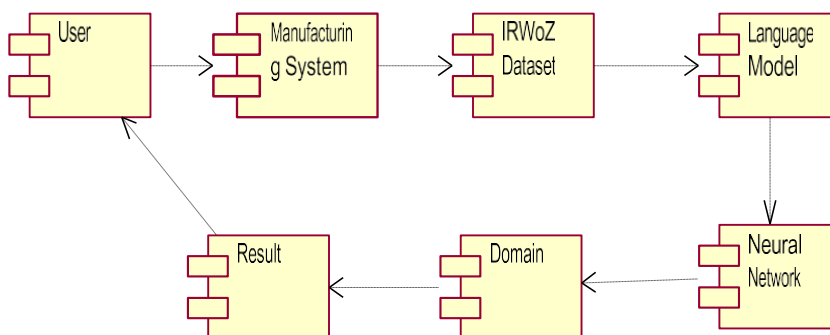 User
Manufacturin
g System
IRWoZ
Dataset
Language
Model
Neural
Network
Domain
Result